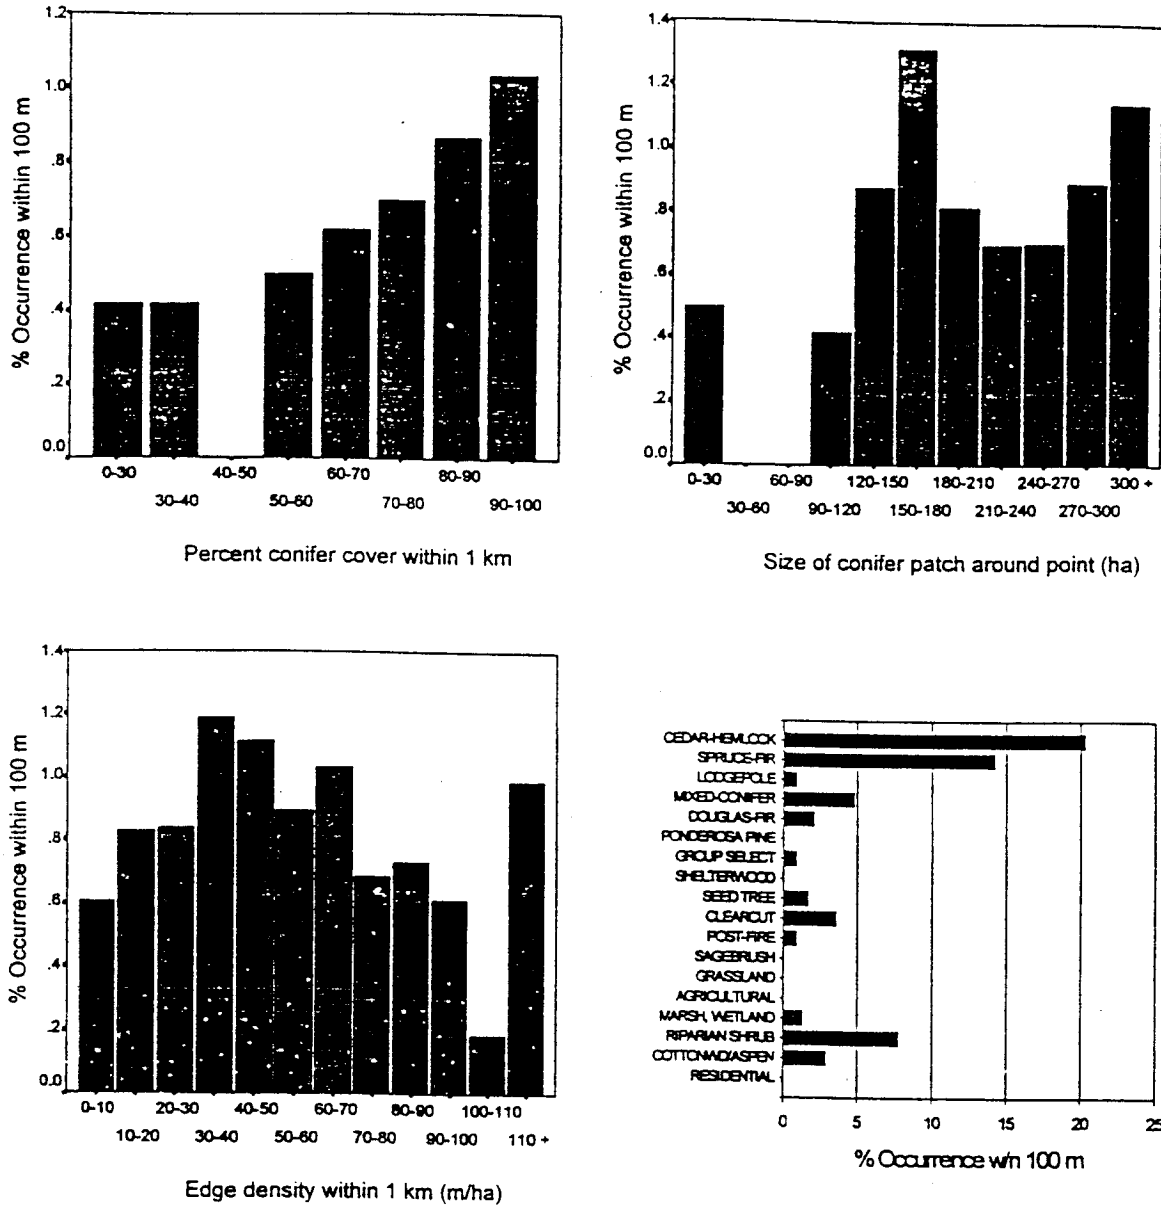 1.2
1.0
.8
.6
.4
.2
0.0
% Occurrence within 100 m
0-30 40-50 60-70 80-90
30-40 50-60 70-80 90-100
Percent conifer cover within 1 km
1.4
1.2
1.0
.8
.6
.4
.2
0.0
% Occurrence within 100 m
0-30 60-90 120-150 180-210 240-270 300 +
30-60 90-120 150-180 210-240 270-300
Size of conifer patch around point (ha)
1.4
1.2
1.0
.8
.6
.4
.2
0.0
% Occurrence within 100 m
0-10 20-30 40-50 60-70 80-90 100-110
10-20 30-40 50-60 70-80 90-100 110 +
Edge density within 1 km (m/ha)
CEDAR-HEMLOCK
SPRUCE-FIR
LODGEPOLE
MIXED-CONIFER
DOUGLAS-FIR
PONDEROSA PINE
GROUP SELECT
SHELTERWOOD
SEED TREE
CLEARCUT
POST-FIRE
SAGEBRUSH
GRASSLAND
AGRICULTURAL
MARSH, WETLAND
RIPARIAN SHRUB
COTTONWD/ASPEN
RESIDENTIAL
0 5 10 15 20 25
% Occurrence w/n 100 m